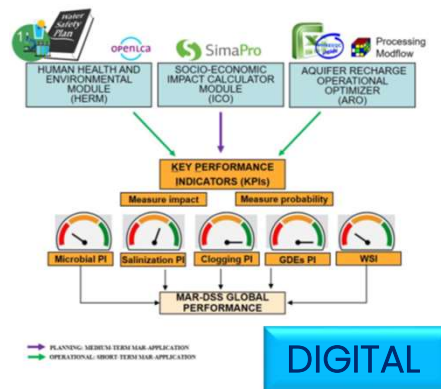 Water
Safety
Plan
1
openLCA
SimaPro
Processing
Modflow
HUMAN HEALTH AND
ENVIRONMENTAL
MODULE
(HERM)
SOCIO-ECONOMIC
IMPACT CALCULATOR
MODULE
(ICO)
AQUIFER RECHARGE
OPERATIONAL
OPTIMIZER
(ARO)
KEY PERFORMANCE
INDICATORS (KPIs)
Measure impact
Measure probability
Microbial PI
Salinization PI
Clogging PI
GDEs PI
WSI
MAR-DSS GLOBAL
PERFORMANCE
PLANNING: MEDIUM-TERM MAR-APPLICATION
OPERATIONAL: SHORT-TERM MAR-APPLICATION
DIGITAL